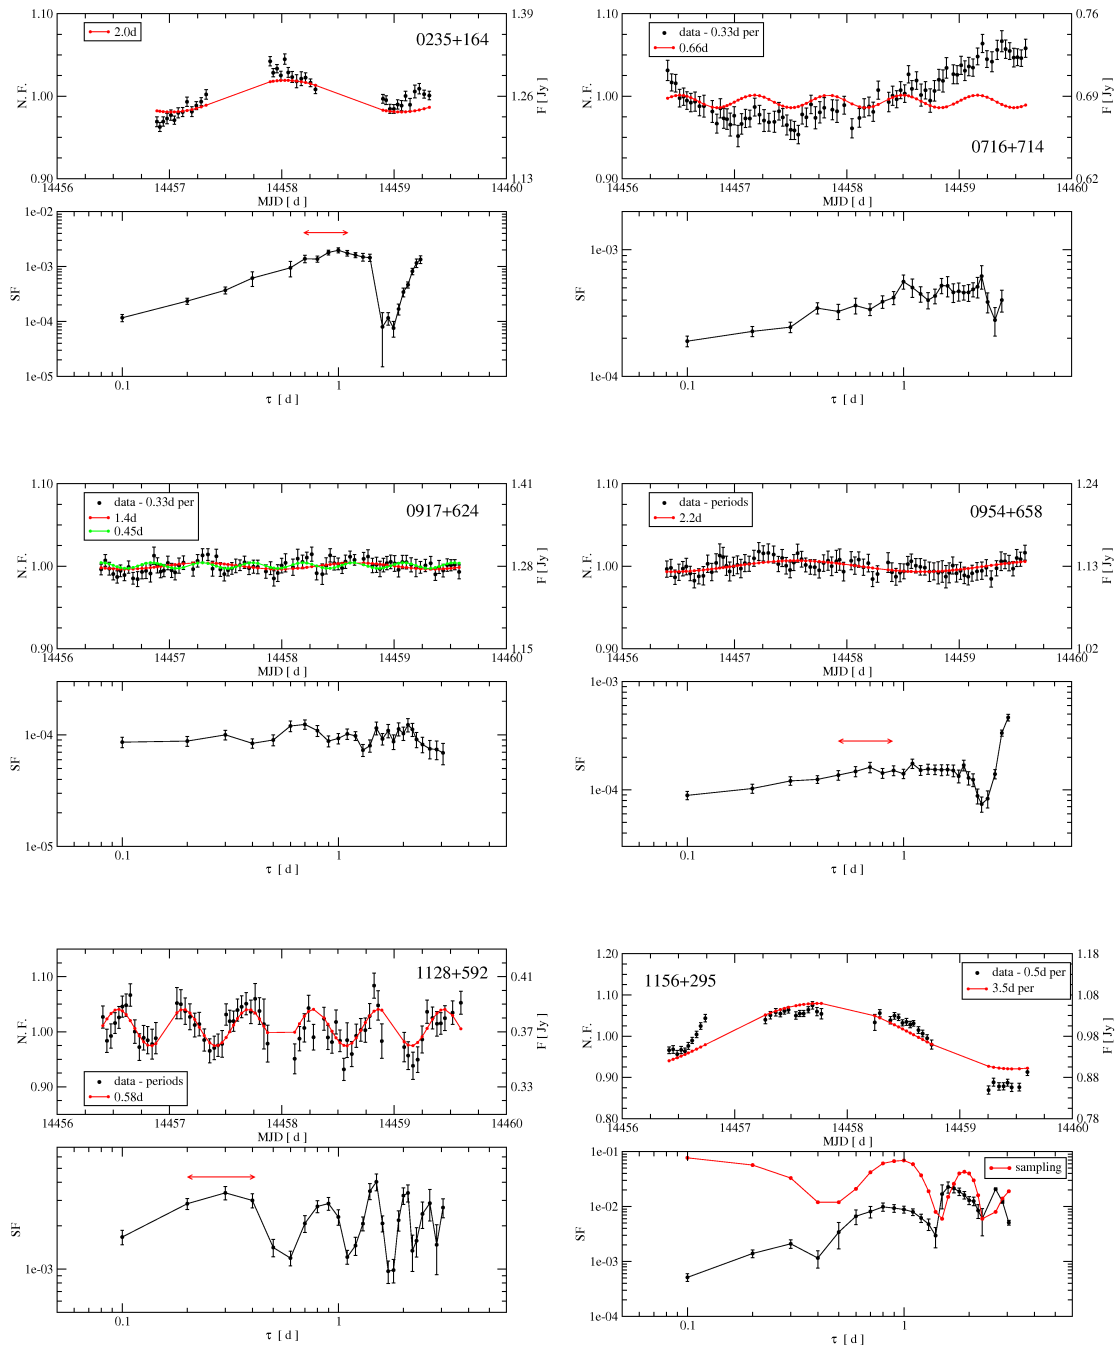 1.10 1.39
2.0d
0235+164
N. F.
1.00 1.26
F [ Jy ]
0.90 1.13
14456 14457 14458 14459 14460
MJD [ d ]
1e-02
1e-03
SF
1e-04
1e-05
0.1 1
τ [ d ]
1.10 0.76
data - 0.33d per
0.66d
N. F.
1.00 0.69
F [ Jy ]
0716+714
0.90 0.62
14456 14457 14458 14459 14460
MJD [ d ]
1e-03
SF
1e-04
0.1 1
τ [ d ]
1.10 1.41
data - 0.33d per
1.4d
0.45d
0917+624
N. F.
1.00 1.28
F [ Jy ]
0.90 1.15
14456 14457 14458 14459 14460
MJD [ d ]
1e-04
SF
1e-05
0.1 1
τ [ d ]
1.10 1.24
data - periods
2.2d
0954+658
N. F.
1.00 1.13
F [ Jy ]
0.90 1.02
14456 14457 14458 14459 14460
MJD [ d ]
1e-03
1e-04
SF
0.1 1
τ [ d ]
1128+592
1.10 0.41
N. F.
1.00 0.37
F [ Jy ]
0.90 0.33
data - periods
0.58d
14456 14457 14458 14459 14460
MJD [ d ]
SF
1e-03
0.1 1
τ [ d ]
1.20 1.18
1156+295
data - 0.5d per
3.5d per
1.10 1.08
N. F.
1.00 0.98
F [ Jy ]
0.90 0.88
0.80 0.78
14456 14457 14458 14459 14460
MJD [ d ]
1e-01
sampling
1e-02
SF
1e-03
1e-04
0.1 1
τ [ d ]